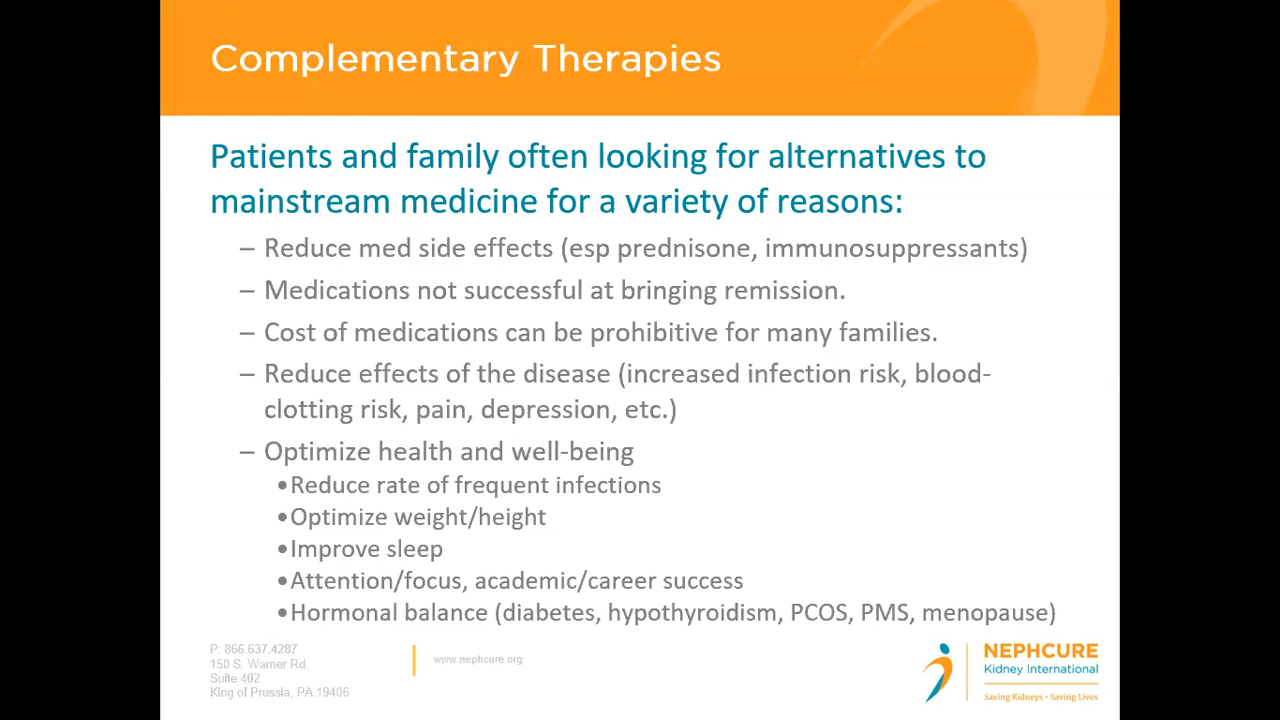 Complementary Therapies
Patients and family often looking for alternatives to
mainstream medicine for a variety of reasons:
– Reduce med side effects (esp prednisone, immunosuppressants)
– Medications not successful at bringing remission.
– Cost of medications can be prohibitive for many families.
– Reduce effects of the disease (increased infection risk, blood-
clotting risk, pain, depression, etc.)
– Optimize health and well-being
•Reduce rate of frequent infections
•Optimize weight/height
•Improve sleep
•Attention/focus, academic/career success
•Hormonal balance (diabetes, hypothyroidism, PCOS, PMS, menopause)
P: 866.637.4287
150 S. Warner Rd.
Suite 402
King of Prussia, PA 19406
www.nephcure.org
NEPHCURE
Kidney International
Saving Kidneys • Saving Lives